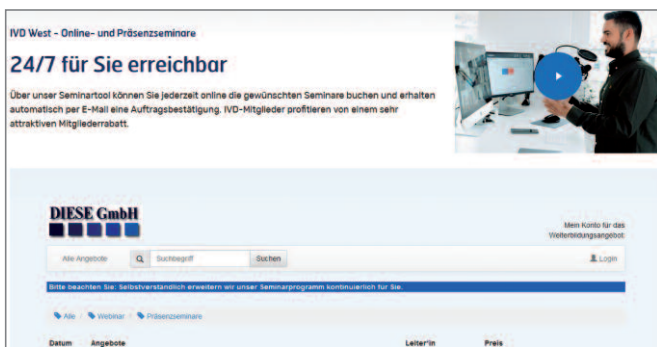 IVD West - Online- und Präsenzseminare
24/7 für Sie erreichbar
Über unser Seminartool können Sie jederzeit online die gewünschten Seminare buchen und erhalten
automatisch per E-Mail eine Auftragsbestätigung. IVD-Mitglieder profitieren von einem sehr
attraktiven Mitgliederrabatt.
DIESE GmbH
Mein Konto für das
Weiterbildungsangebot:
Alle Angebote Suchbegriff Suchen Login
Bitte beachten Sie: Selbstverständlich erweitern wir unser Seminarprogramm kontinuierlich für Sie.
Alle / Webinar / Präsenzseminare
Datum Angebote Leiter*in Preis